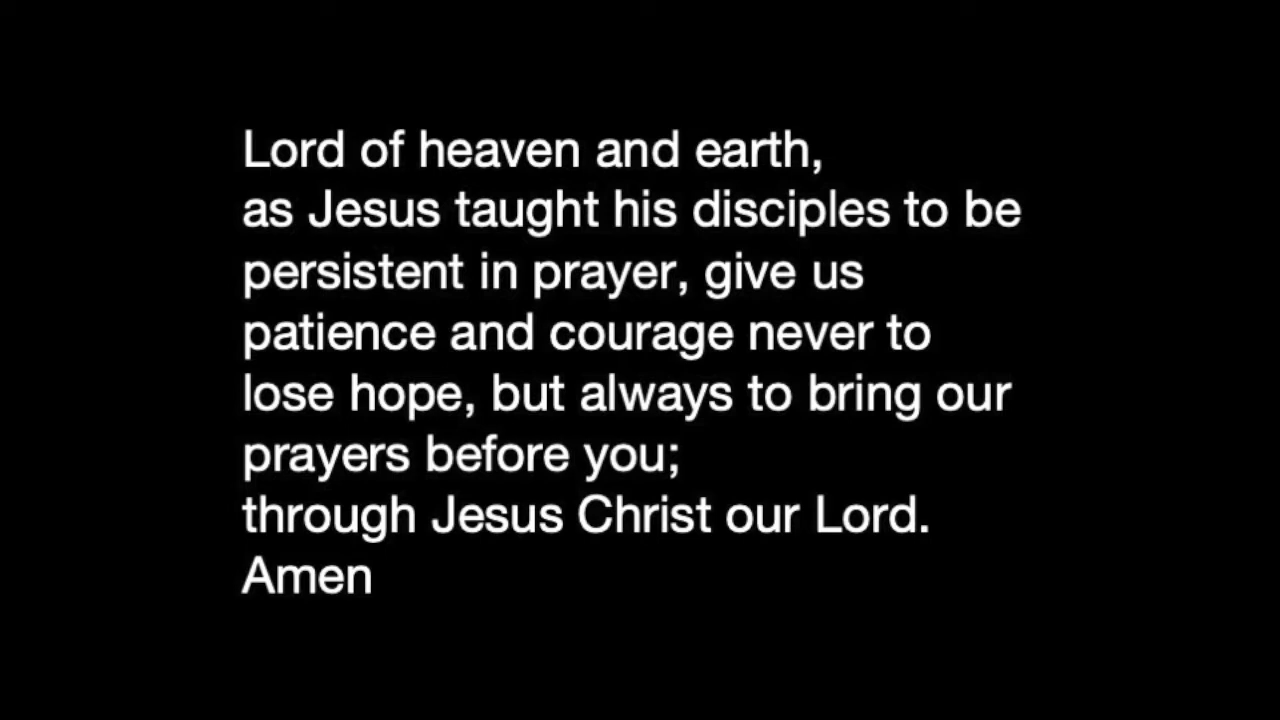 Lord of heaven and earth,
as Jesus taught his disciples to be
persistent in prayer, give us
patience and courage never to
lose hope, but always to bring our
prayers before you;
through Jesus Christ our Lord.
Amen